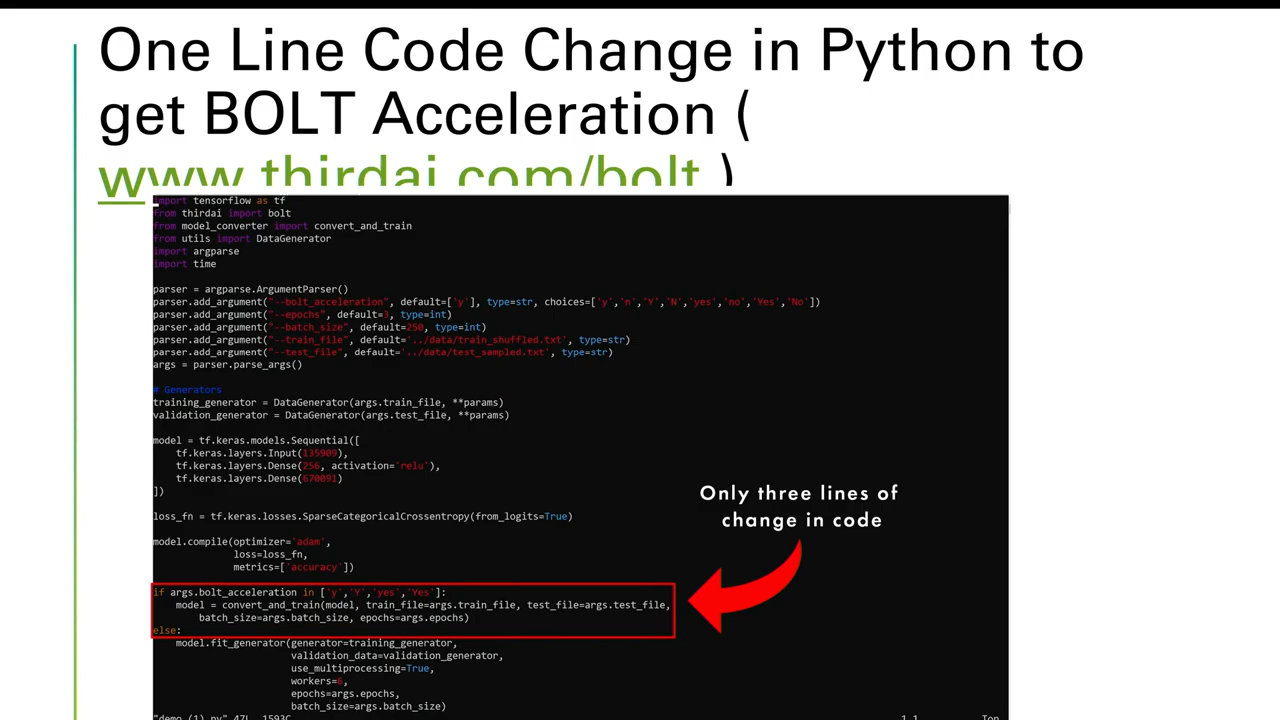 One Line Code Change in Python to
get BOLT Acceleration (
www.thirdai.com/bolt )
import tensorflow as tf
from thirdai import bolt
from model_converter import convert_and_train
from utils import DataGenerator
import argparse
import time
parser = argparse.ArgumentParser()
parser.add_argument("--bolt_acceleration", default=['y'], type=str, choices=['y','n','Y','N','yes','no','Yes','No'])
parser.add_argument("--epochs", default=3, type=int)
parser.add_argument("--batch_size", default=250, type=int)
parser.add_argument("--train_file", default='../data/train_shuffled.txt', type=str)
parser.add_argument("--test_file", default='../data/test_sampled.txt', type=str)
args = parser.parse_args()
# Generators
training_generator = DataGenerator(args.train_file, **params)
validation_generator = DataGenerator(args.test_file, **params)
model = tf.keras.models.Sequential([
tf.keras.layers.Input(135909),
tf.keras.layers.Dense(256, activation='relu'),
tf.keras.layers.Dense(670091)
])
loss_fn = tf.keras.losses.SparseCategoricalCrossentropy(from_logits=True)
model.compile(optimizer='adam',
loss=loss_fn,
metrics=['accuracy'])
Only three lines of
change in code
if args.bolt_acceleration in ['y','Y','yes','Yes']:
model = convert_and_train(model, train_file=args.train_file, test_file=args.test_file,
batch_size=args.batch_size, epochs=args.epochs)
else:
model.fit_generator(generator=training_generator,
validation_data=validation_generator,
use_multiprocessing=True,
workers=6,
epochs=args.epochs,
batch_size=args.batch_size)
"demo (1).py" 47L, 1593C 1,1 Top